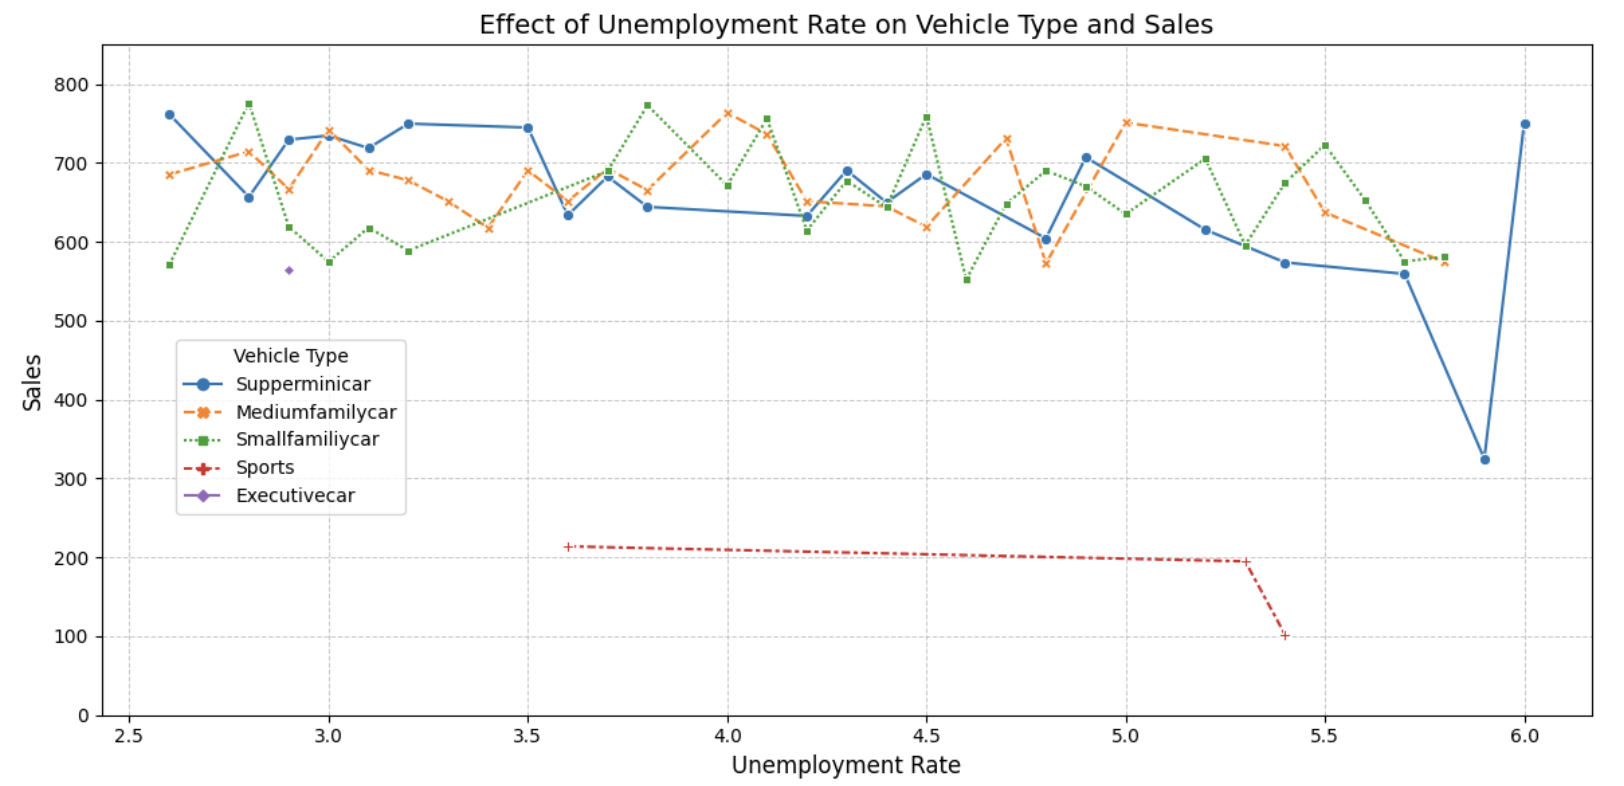 Effect of Unemployment Rate on Vehicle Type and Sales
800
700
600
500
400
300
200
100
0
Sales
Vehicle Type
Supperminicar
Mediumfamilycar
Smallfamiliycar
Sports
Executivecar
2.5 3.0 3.5 4.0 4.5 5.0 5.5 6.0
Unemployment Rate